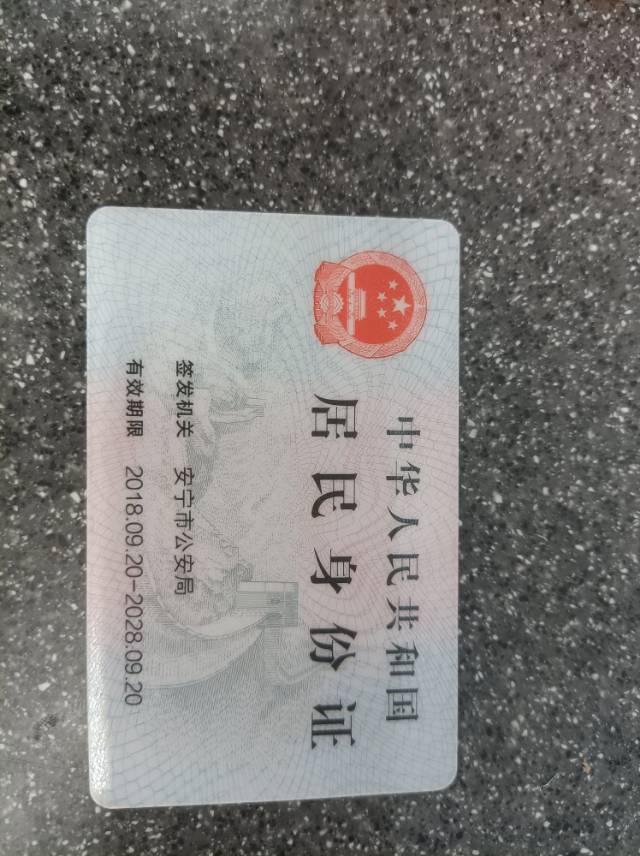 中华人民共和国
居民身份证
签发机关 安宁市公安局
有效期限 2018.09.20-2028.09.20